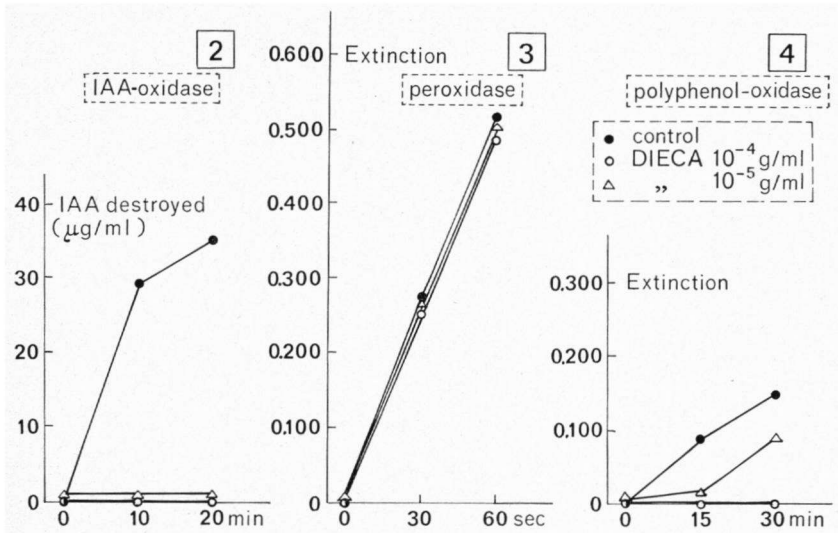 2
IAA-oxidase
IAA destroyed
(μg/ml)
40
30
20
10
0
0 10 20 min
3
Extinction
peroxidase
0.600
0.500
0.400
0.300
0.200
0.100
0
0 30 60 sec
4
polyphenol-oxidase
● control
○ DIECA 10⁻⁴ g/ml
△ „ 10⁻⁵ g/ml
Extinction
0.300
0.200
0.100
0
0 15 30 min